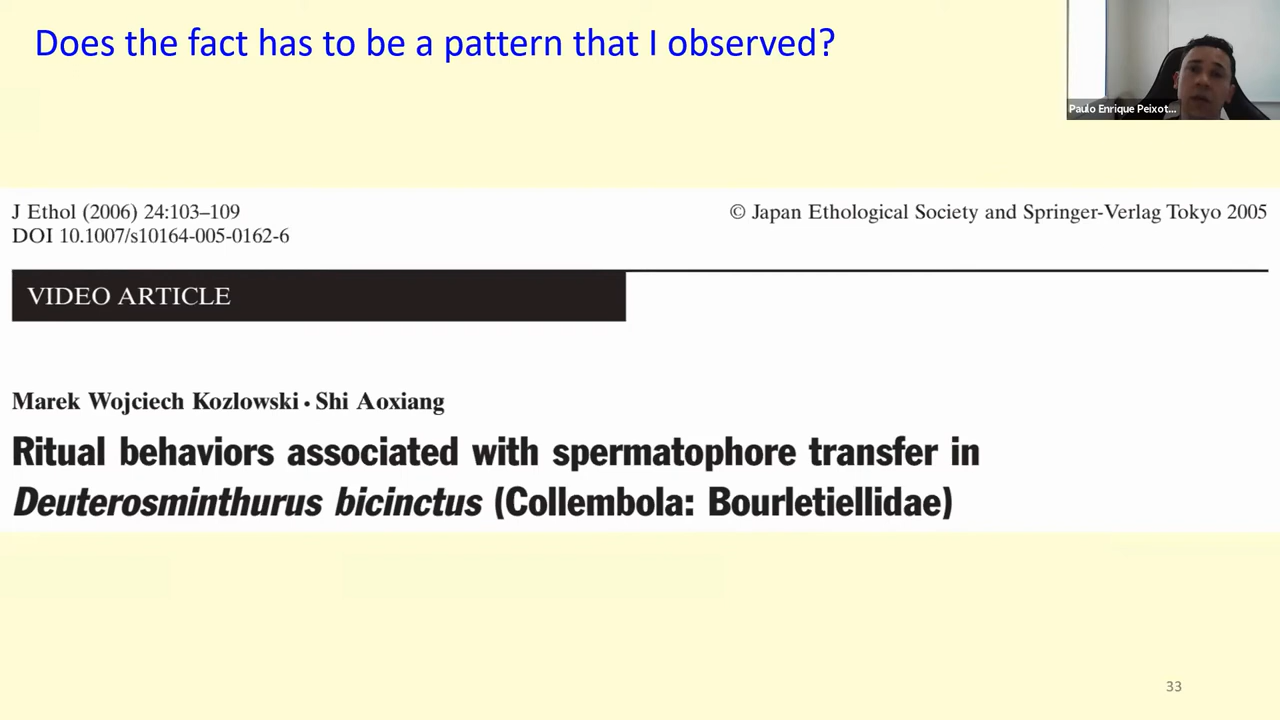 Does the fact has to be a pattern that I observed?
Paulo Enrique Peixot...
J Ethol (2006) 24:103–109
© Japan Ethological Society and Springer-Verlag Tokyo 2005
DOI 10.1007/s10164-005-0162-6
VIDEO ARTICLE
Marek Wojciech Kozlowski · Shi Aoxiang
Ritual behaviors associated with spermatophore transfer in
Deuterosminthurus bicinctus (Collembola: Bourletiellidae)
33